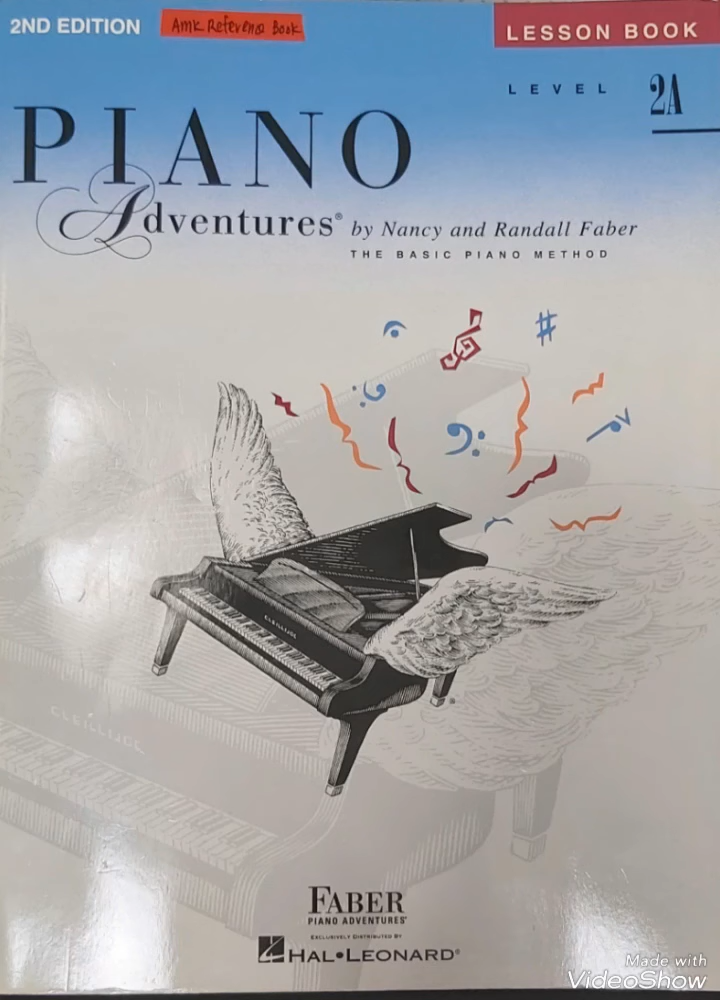 2ND EDITION
Amk Reference Book
LESSON BOOK
LEVEL 2A
PIANO
Adventures® by Nancy and Randall Faber
THE BASIC PIANO METHOD
FABER
PIANO ADVENTURES®
EXCLUSIVELY DISTRIBUTED BY
HAL•LEONARD®
Made with
VideoShow